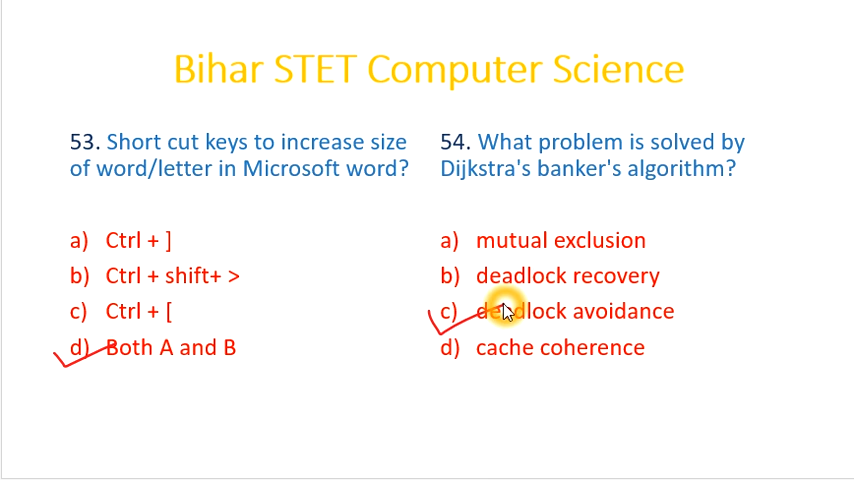 Bihar STET Computer Science
53. Short cut keys to increase size
of word/letter in Microsoft word?
a) Ctrl + ]
b) Ctrl + shift+ >
c) Ctrl + [
d) Both A and B
54. What problem is solved by
Dijkstra's banker's algorithm?
a) mutual exclusion
b) deadlock recovery
c) deadlock avoidance
d) cache coherence